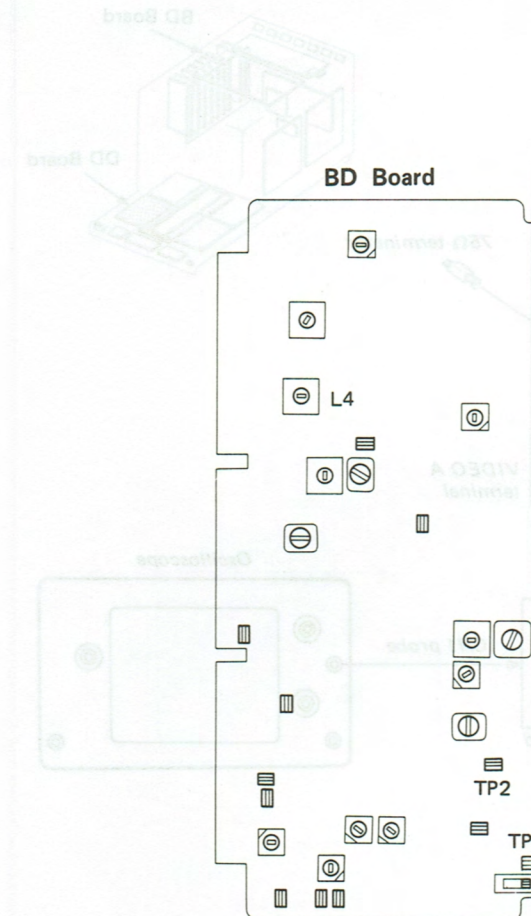 BD Board
DD Board
BD Board
75Ω termin
L4
VIDEO A
terminal
Oscilloscope
probe
TP2
TP